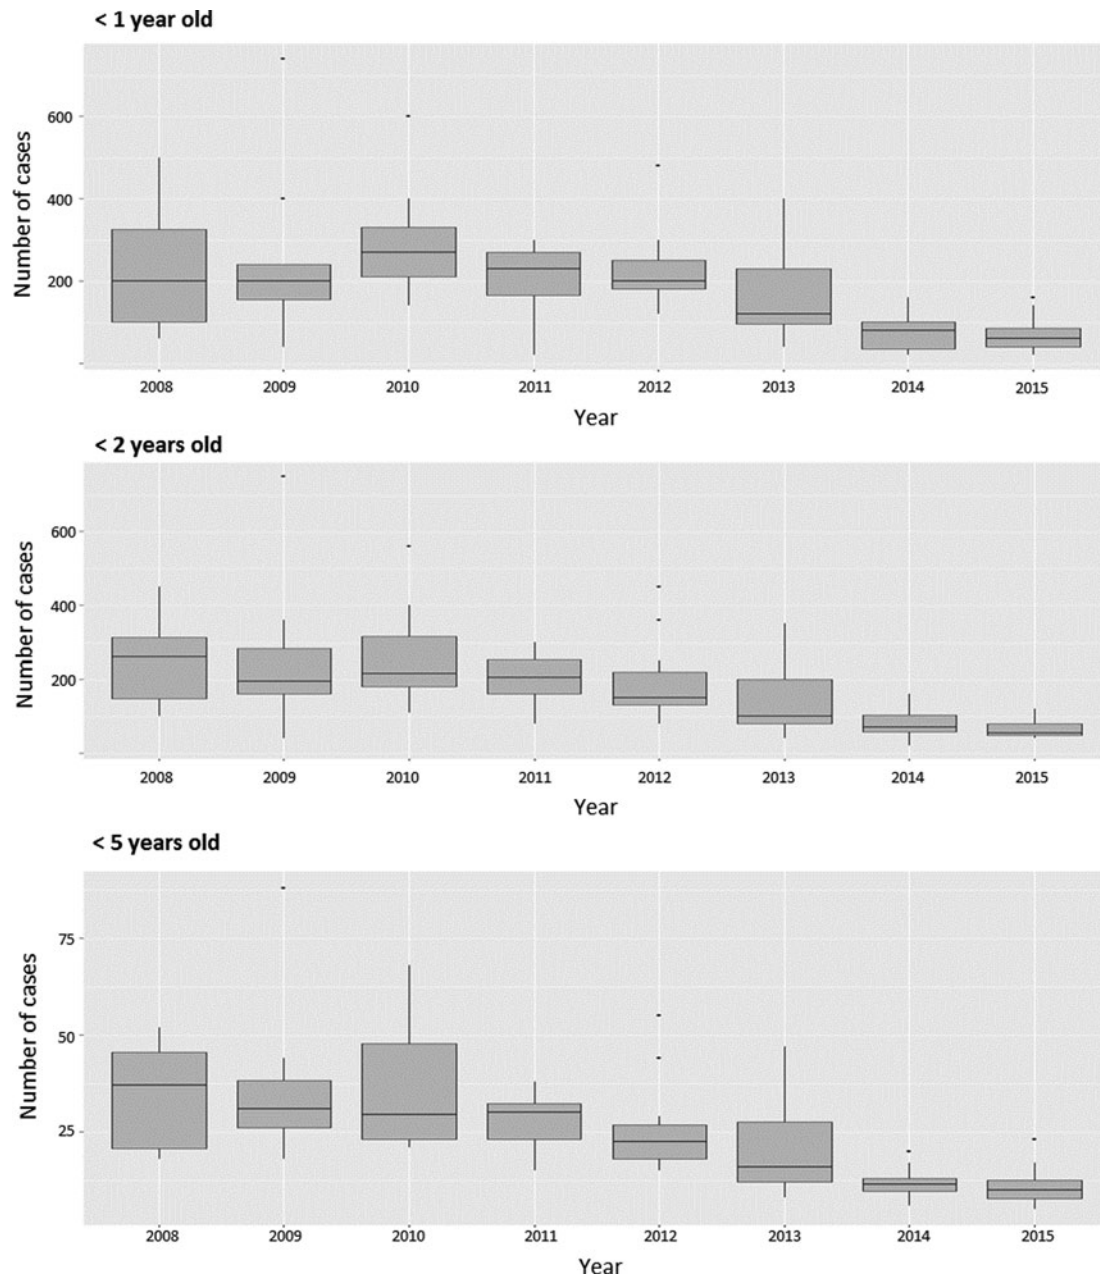 < 1 year old
Number of cases
600
400
200
2008 2009 2010 2011 2012 2013 2014 2015
Year
< 2 years old
Number of cases
600
400
200
2008 2009 2010 2011 2012 2013 2014 2015
Year
< 5 years old
Number of cases
75
50
25
2008 2009 2010 2011 2012 2013 2014 2015
Year